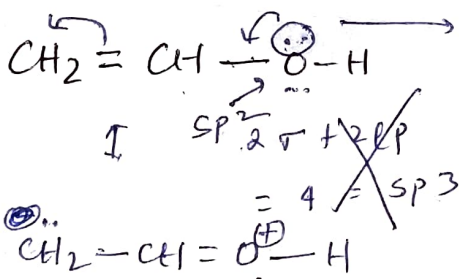 CH2 = CH — O — H
I
sp2 2σ + 2lp
= 4 = sp3
CH2 — CH = O⊕ — H